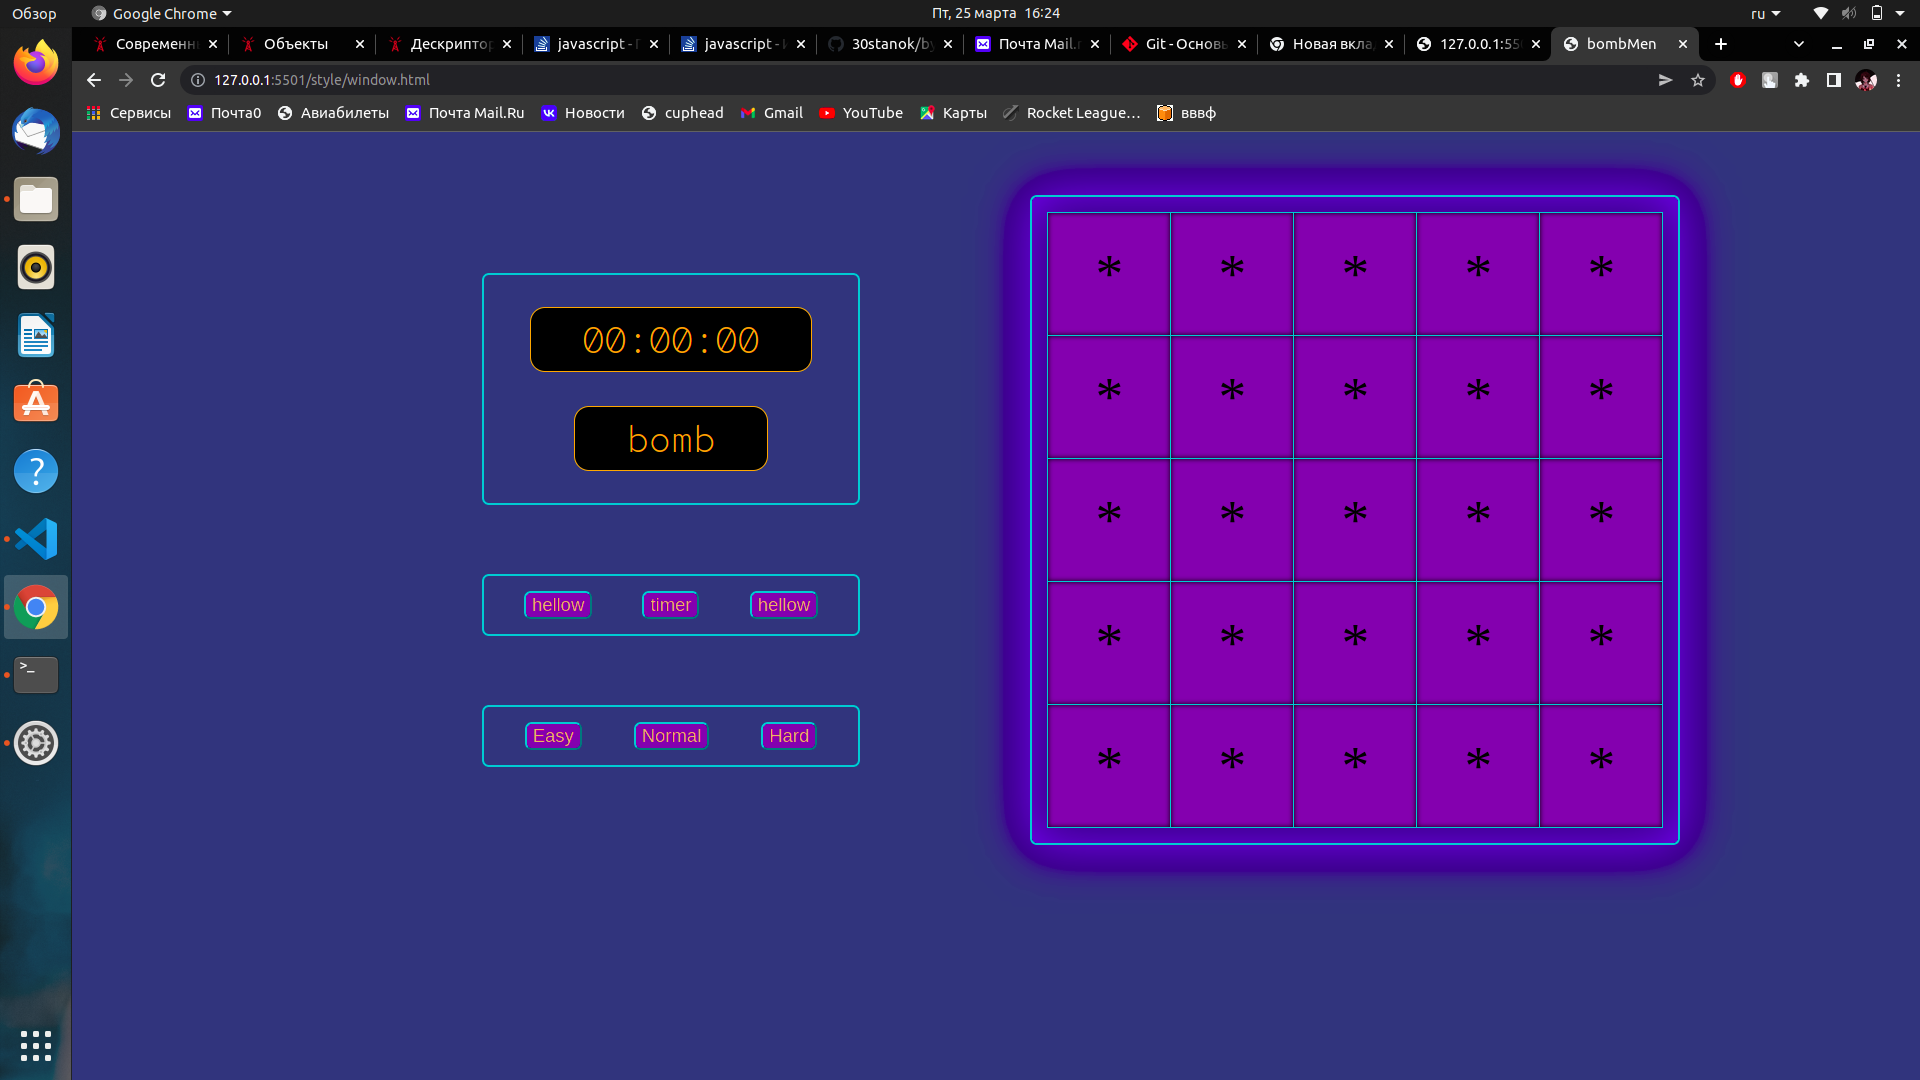 Обзор
Google Chrome
Пт, 25 марта 16:24
ru
Современн
Объекты
Дескриптор
javascript - 
javascript - 
30stanok/by
Почта Mail.r
Git - Основы
Новая вкла
127.0.0.1:55
bombMen
127.0.0.1:5501/style/window.html
Сервисы
Почта0
Авиабилеты
Почта Mail.Ru
Новости
cuphead
Gmail
YouTube
Карты
Rocket League…
вввф
00:00:00
bomb
hellow timer hellow
Easy Normal Hard
* * * * *
* * * * *
* * * * *
* * * * *
* * * * *